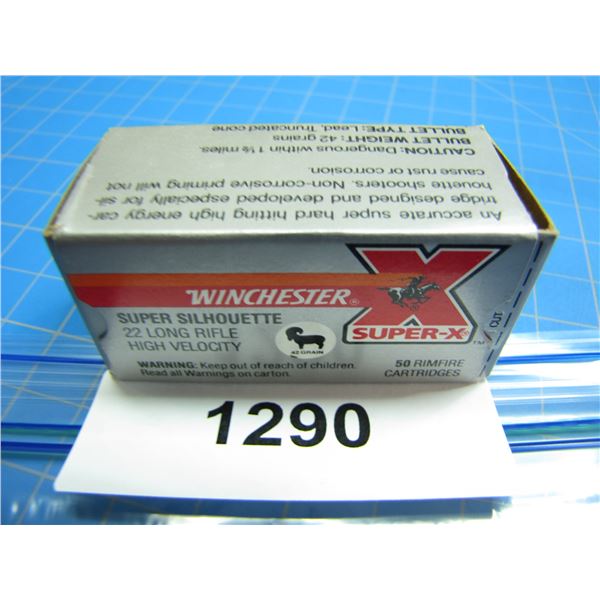 An accurate super hard hitting high energy car-
tridge designed and developed especially for sil-
houette shooters. Non-corrosive priming will not
cause rust or corrosion.
CAUTION: Dangerous within 1½ miles.
BULLET WEIGHT: 42 grains
BULLET TYPE: Lead, Truncated cone
WINCHESTER®
X
SUPER-X®
™
SUPER SILHOUETTE
22 LONG RIFLE
HIGH VELOCITY
42 GRAIN
WARNING: Keep out of reach of children.
Read all Warnings on carton.
50 RIMFIRE
CARTRIDGES
CUT
1290